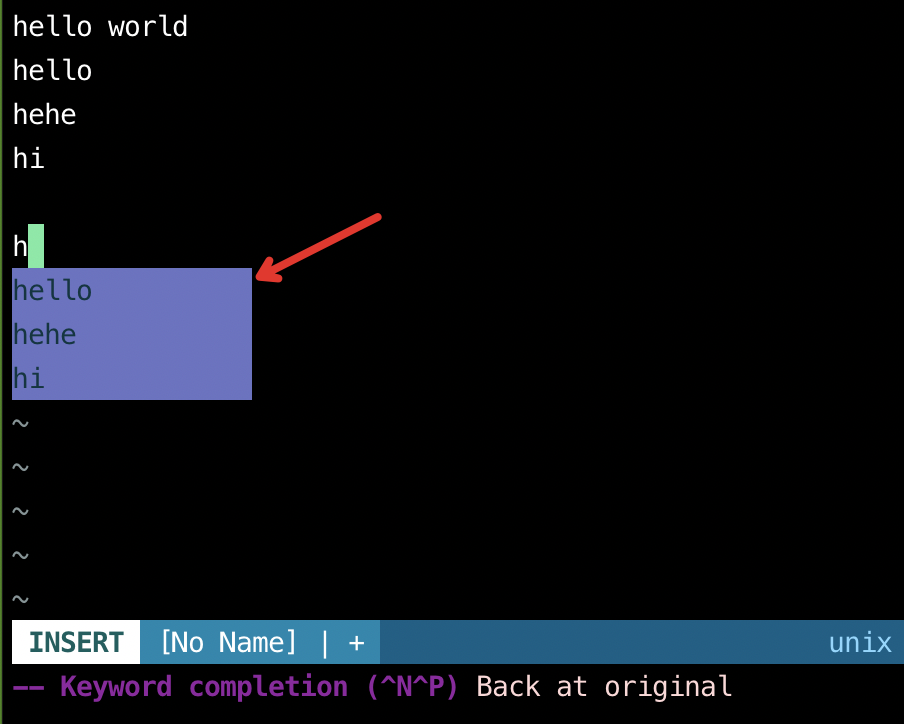 hello world
hello
hehe
hi
h
hello
hehe
hi
~
~
~
~
~
INSERT [No Name] | + unix
-- Keyword completion (^N^P) Back at original